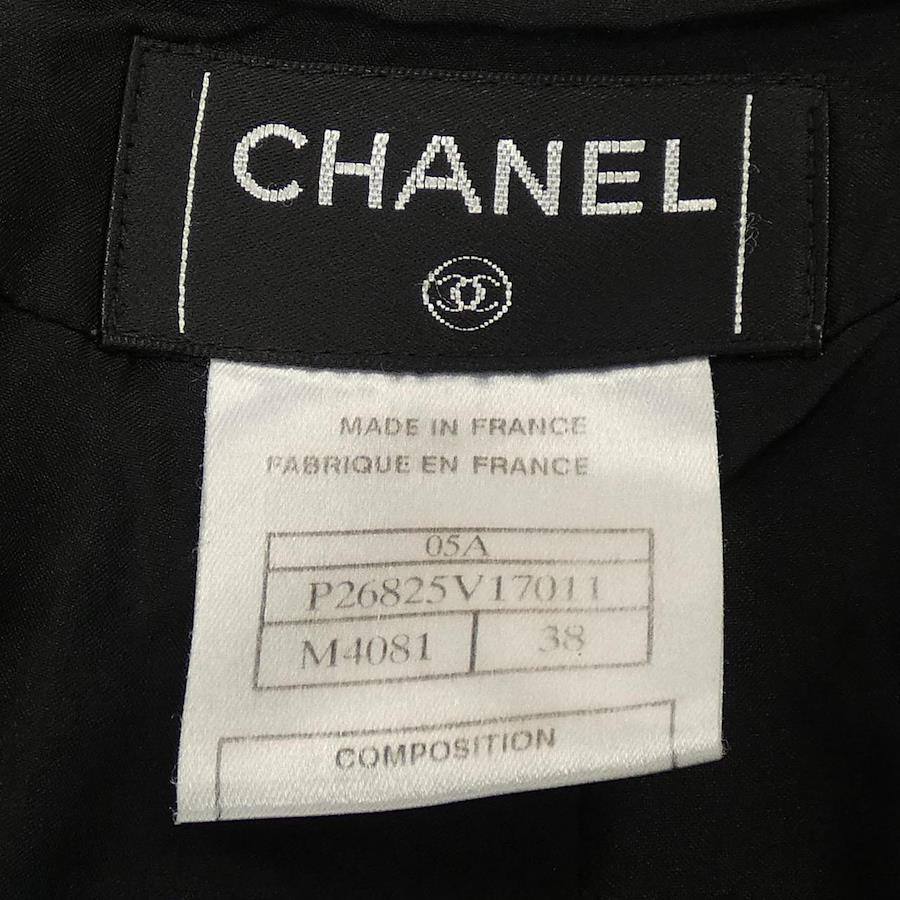 CHANEL
MADE IN FRANCE
FABRIQUE EN FRANCE
05A
P26825V17011
M4081 38
COMPOSITION